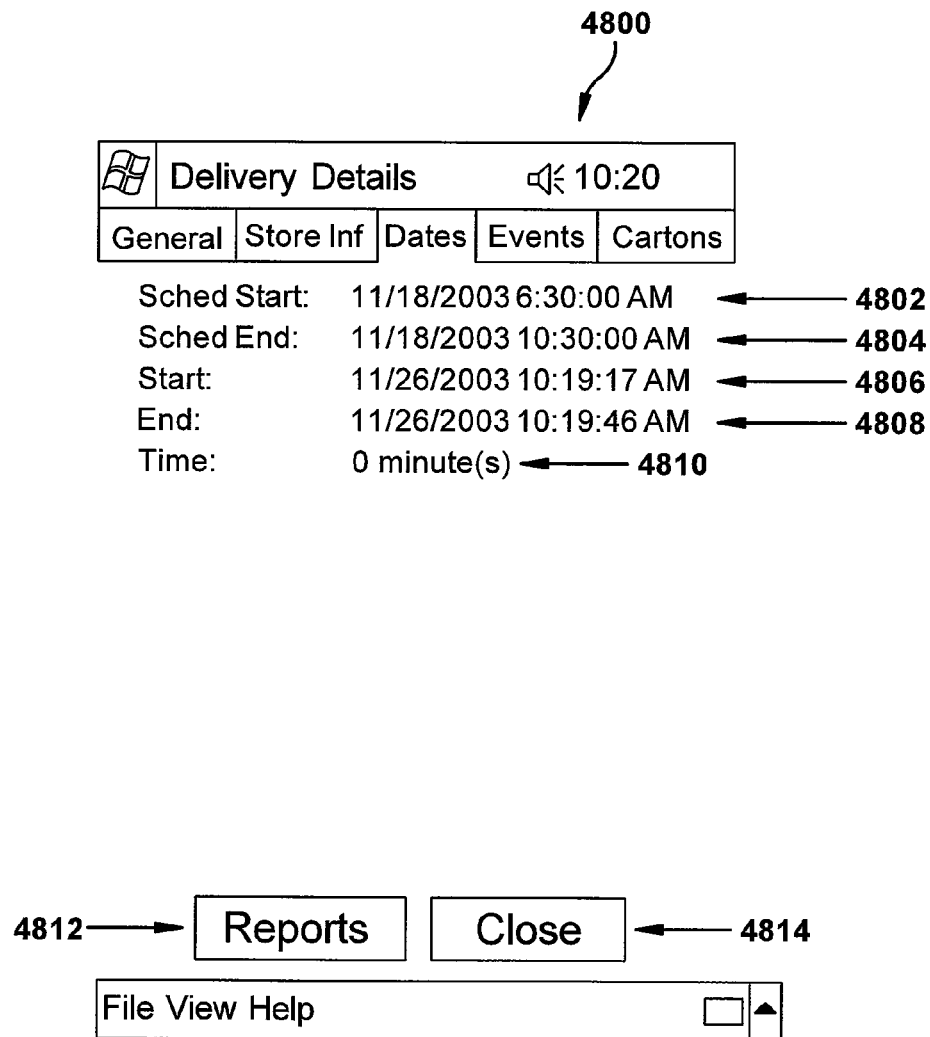 4800
Delivery Details 10:20
General Store Inf Dates Events Cartons
Sched Start: 11/18/2003 6:30:00 AM 4802
Sched End: 11/18/2003 10:30:00 AM 4804
Start: 11/26/2003 10:19:17 AM 4806
End: 11/26/2003 10:19:46 AM 4808
Time: 0 minute(s) 4810
4812 Reports Close 4814
File View Help